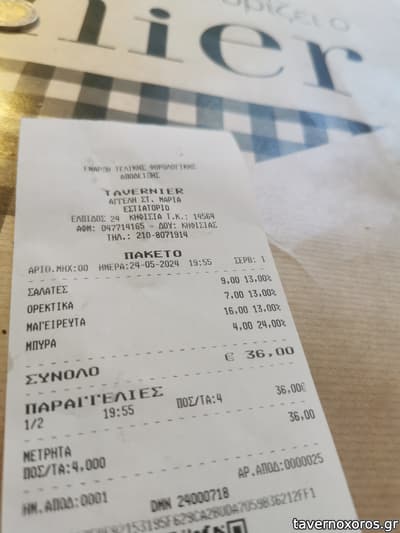 ρίζει ο
lier
ΕΝΑΡΞΗ ΤΕΛΙΚΗΣ ΦΟΡΟΛΟΓΙΚΗΣ
ΑΠΟΔΕΙΞΗΣ
TAVERNIER
ΑΓΓΕΛΗ ΣΤ. ΜΑΡΙΑ
ΕΣΤΙΑΤΟΡΙΟ
ΕΛΠΙΔΟΣ 24 ΚΗΦΙΣΙΑ Τ.Κ.: 14564
ΑΦΜ: 047714165 - ΔΟΥ: ΚΗΦΙΣΙΑΣ
ΤΗΛ.: 210-8071914
ΠΑΚΕΤΟ
ΑΡΙΘ.ΜΗΧ:00 ΗΜΕΡΑ:24-05-2024 19:55 ΣΕΡΒ: 1
ΣΑΛΑΤΕΣ 9,00 13,00%
ΟΡΕΚΤΙΚΑ 7,00 13,00%
ΜΑΓΕΙΡΕΥΤΑ 16,00 13,00%
ΜΠΥΡΑ 4,00 24,00%
ΣΥΝΟΛΟ € 36,00
ΠΑΡΑΓΓΕΛΙΕΣ
1/2 19:55 ΠΟΣ/ΤΑ:4 36,00€
ΜΕΤΡΗΤΑ 36,00
ΠΟΣ/ΤΑ:4,000
ΗΜ.ΑΠΟΔ:0001 ΑΡ.ΑΠΟΔ:0000025
DMN 24000718
tavernoxoros.gr